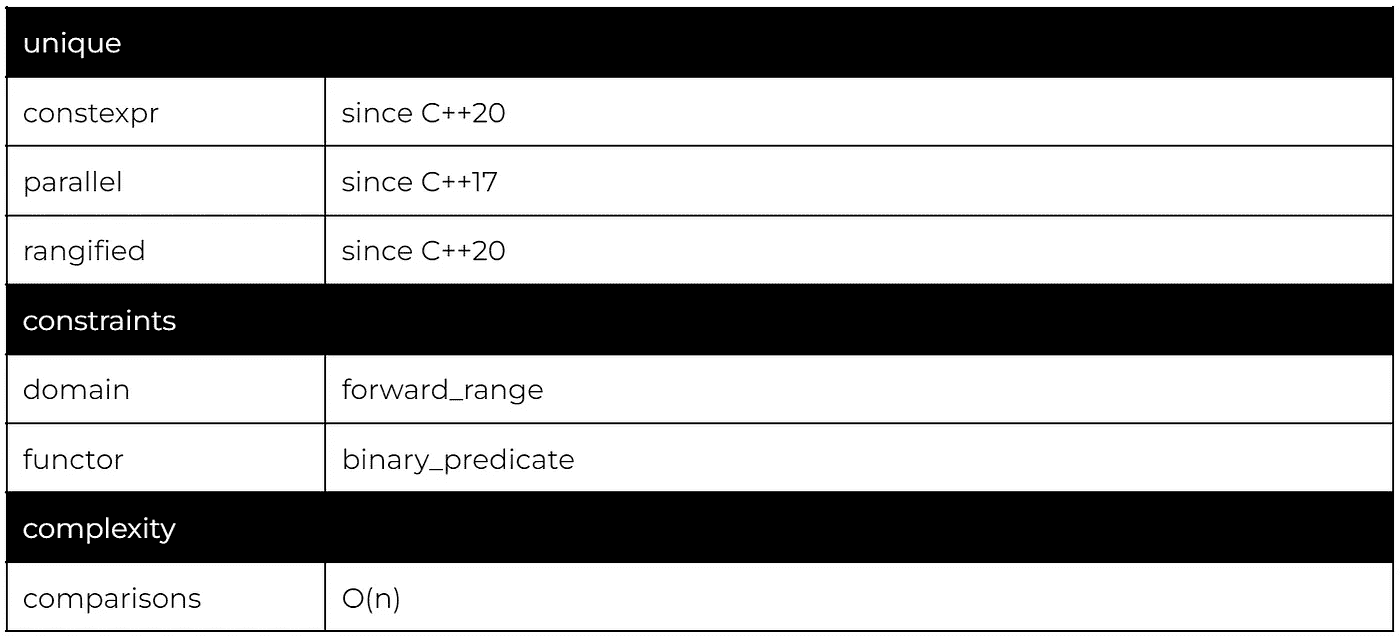 unique
constexpr since C++20
parallel since C++17
rangified since C++20
constraints
domain forward_range
functor binary_predicate
complexity
comparisons O(n)